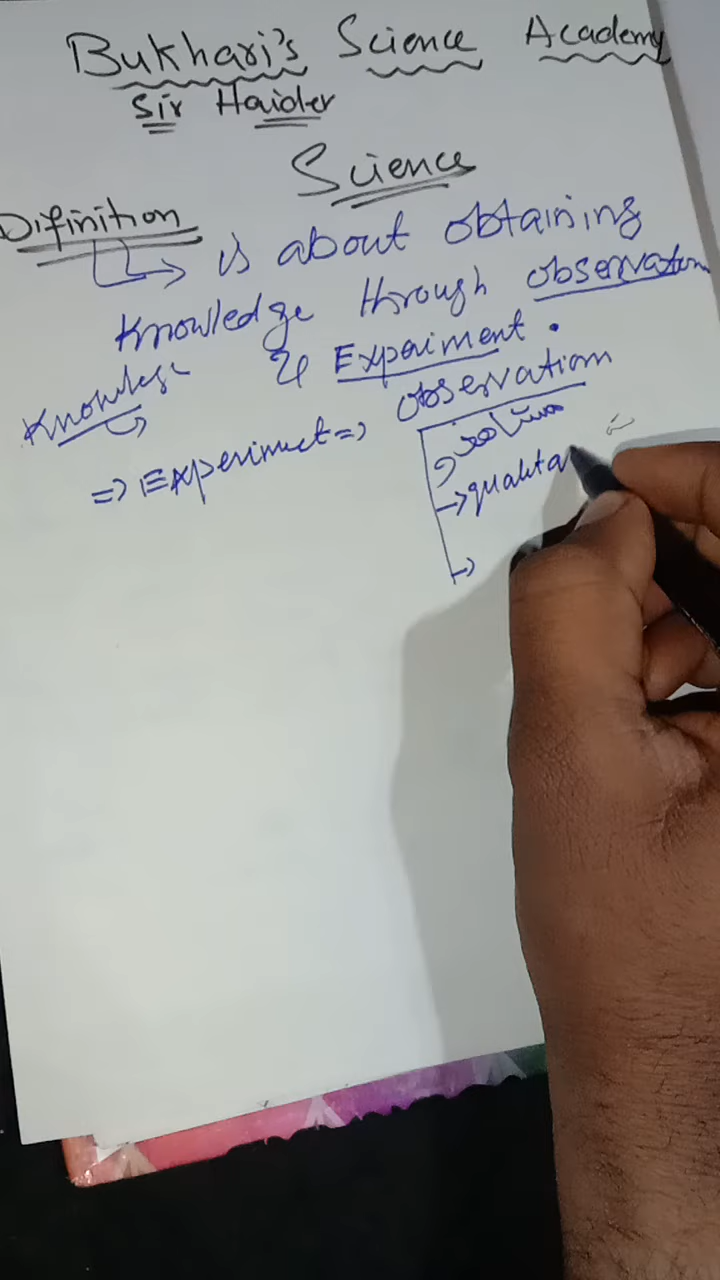 Bukhari's Science Academy
Sir Haider
Science
Difinition
is about obtaining
Knowledge through observation
& Experiment.
Knowledge
observation
=> Experiment =>
→ qualita
→